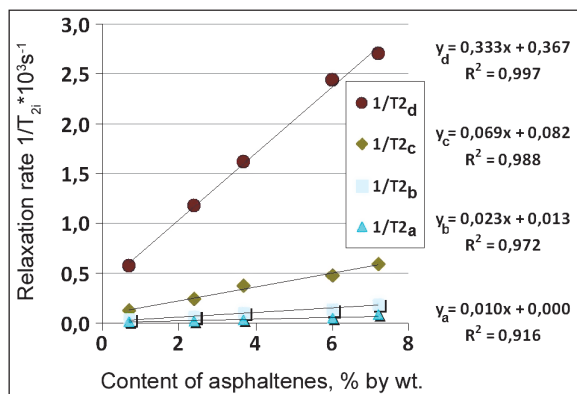 Relaxation rate 1/T2i*10³s-1
3,0
2,5
2,0
1,5
1,0
0,5
0,0
0 2 4 6 8
Content of asphaltenes, % by wt.
1/T2d
1/T2c
1/T2b
1/T2a
yd= 0,333x + 0,367
R² = 0,997
yc= 0,069x + 0,082
R² = 0,988
yb= 0,023x + 0,013
R² = 0,972
ya= 0,010x + 0,000
R² = 0,916